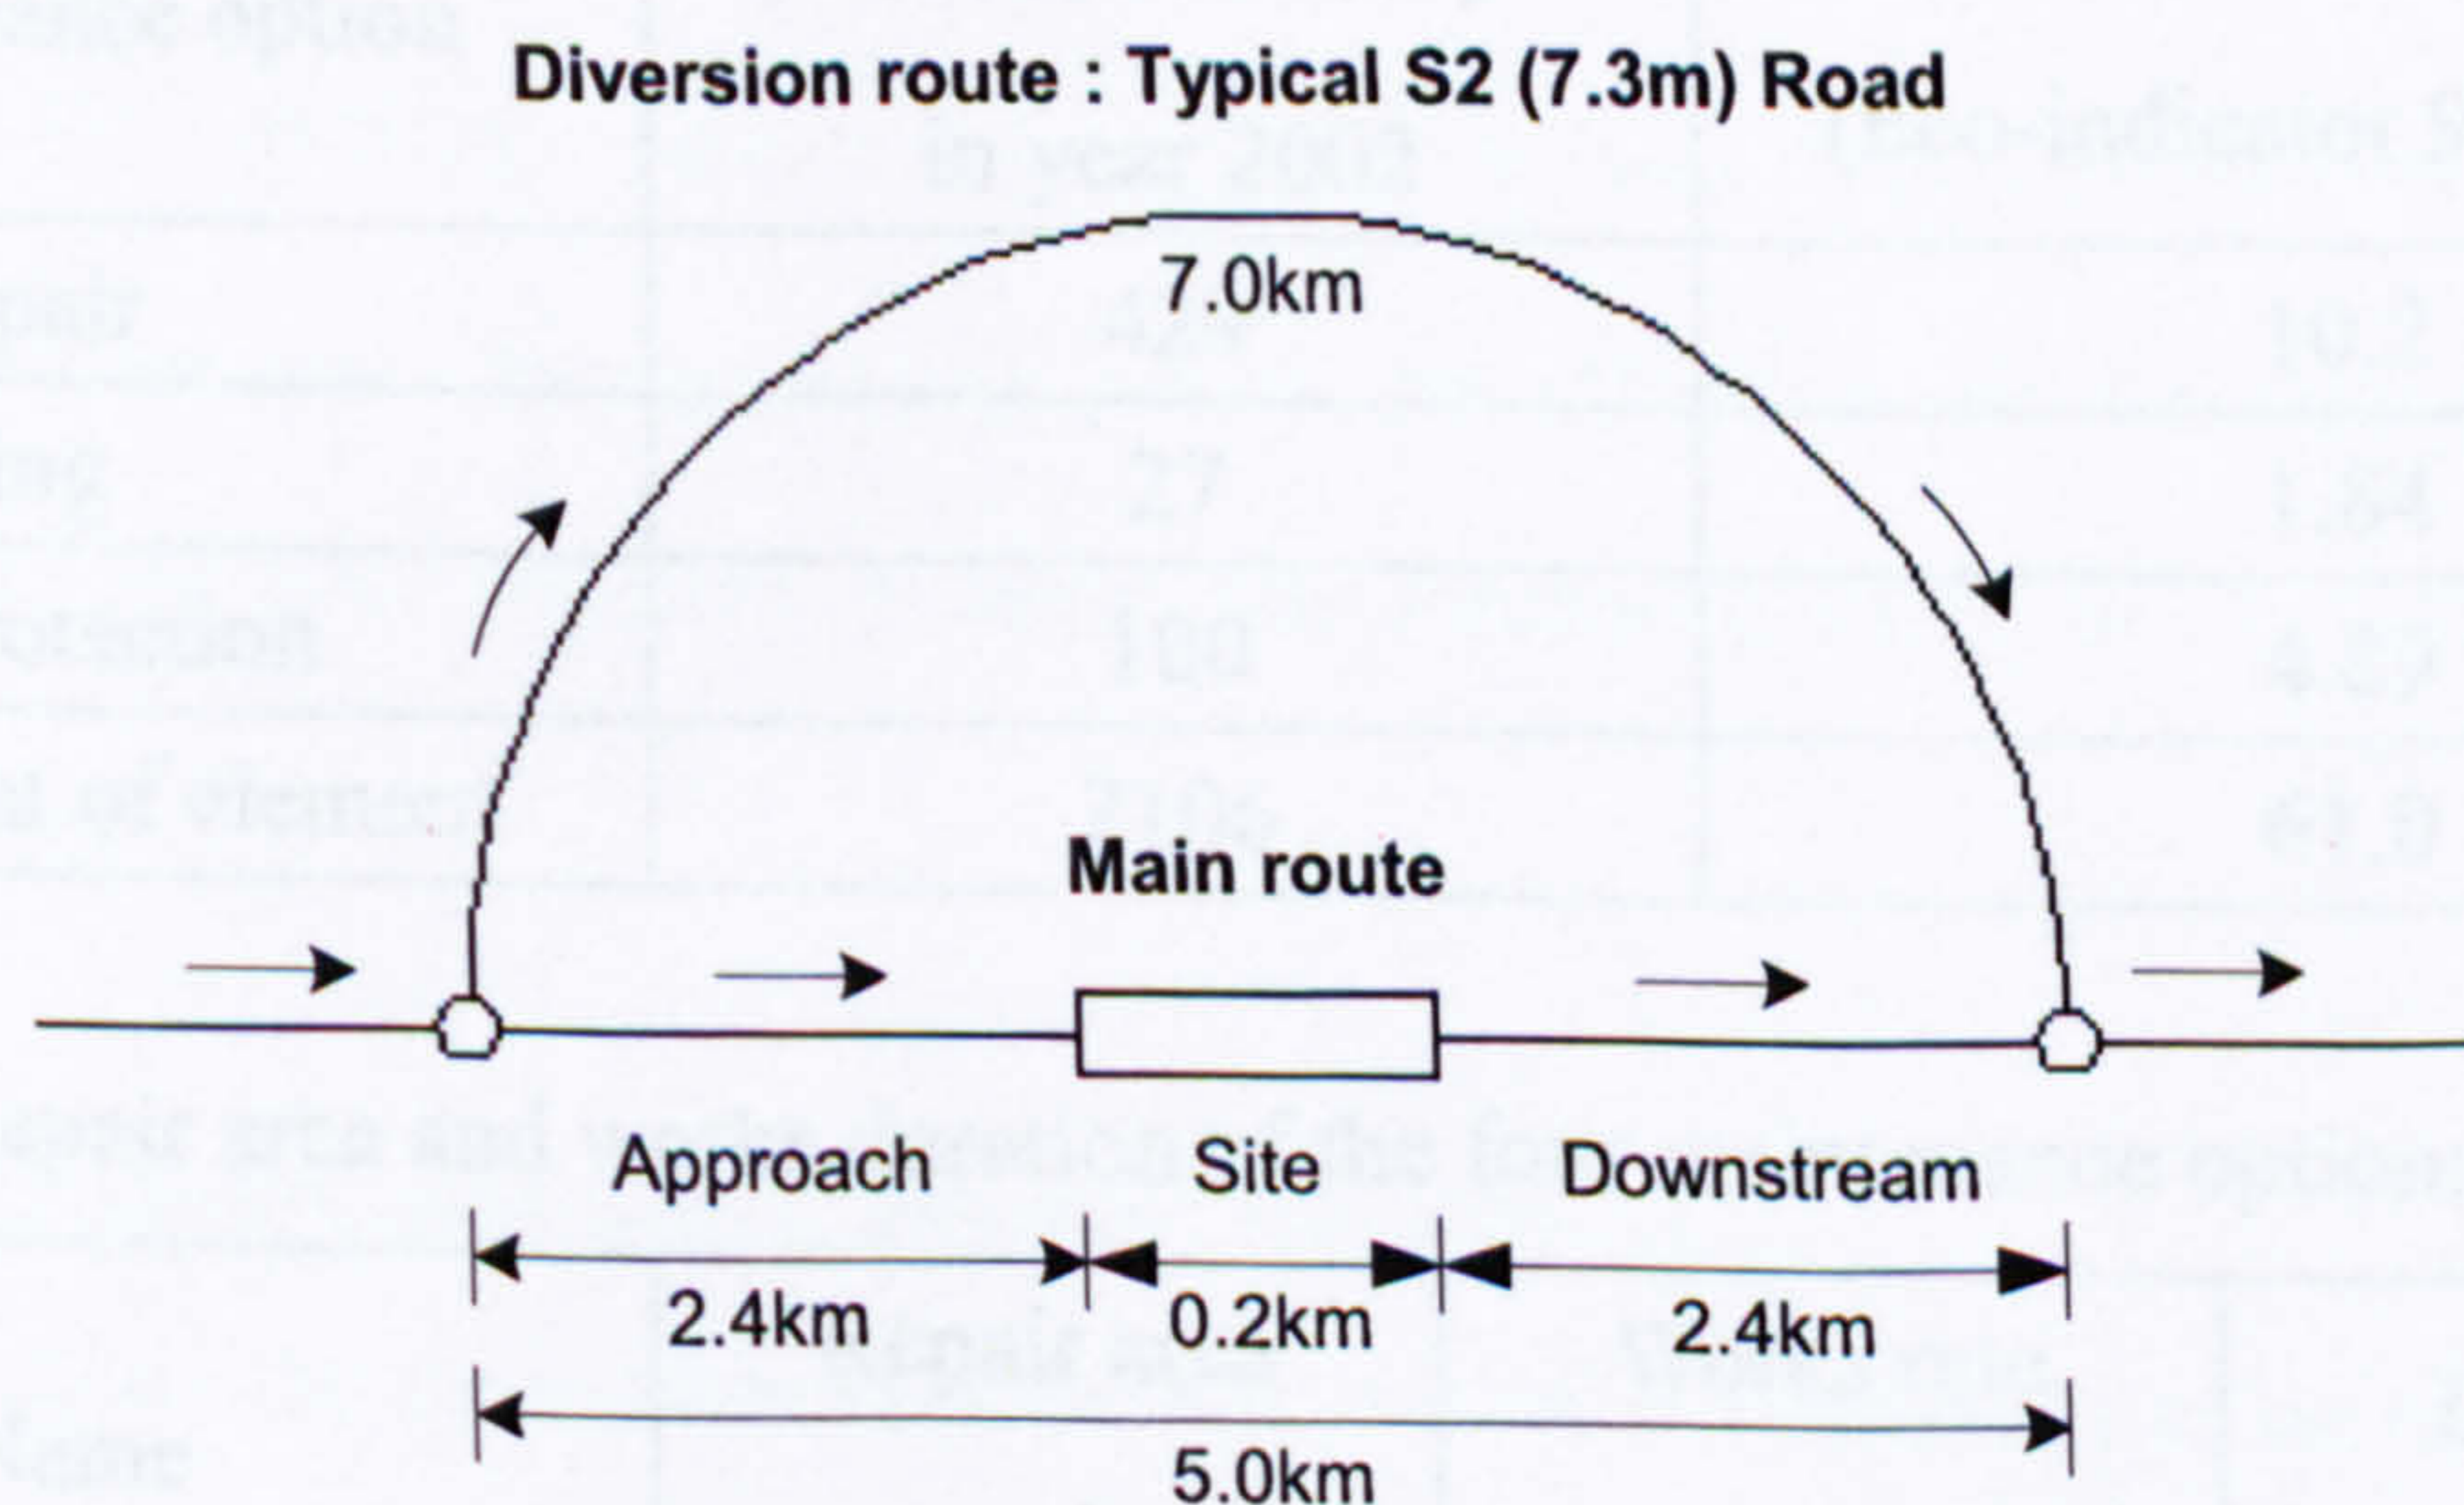 Diversion route : Typical S2 (7.3m) Road
7.0km
Main route
Approach Site Downstream
2.4km 0.2km 2.4km
5.0km